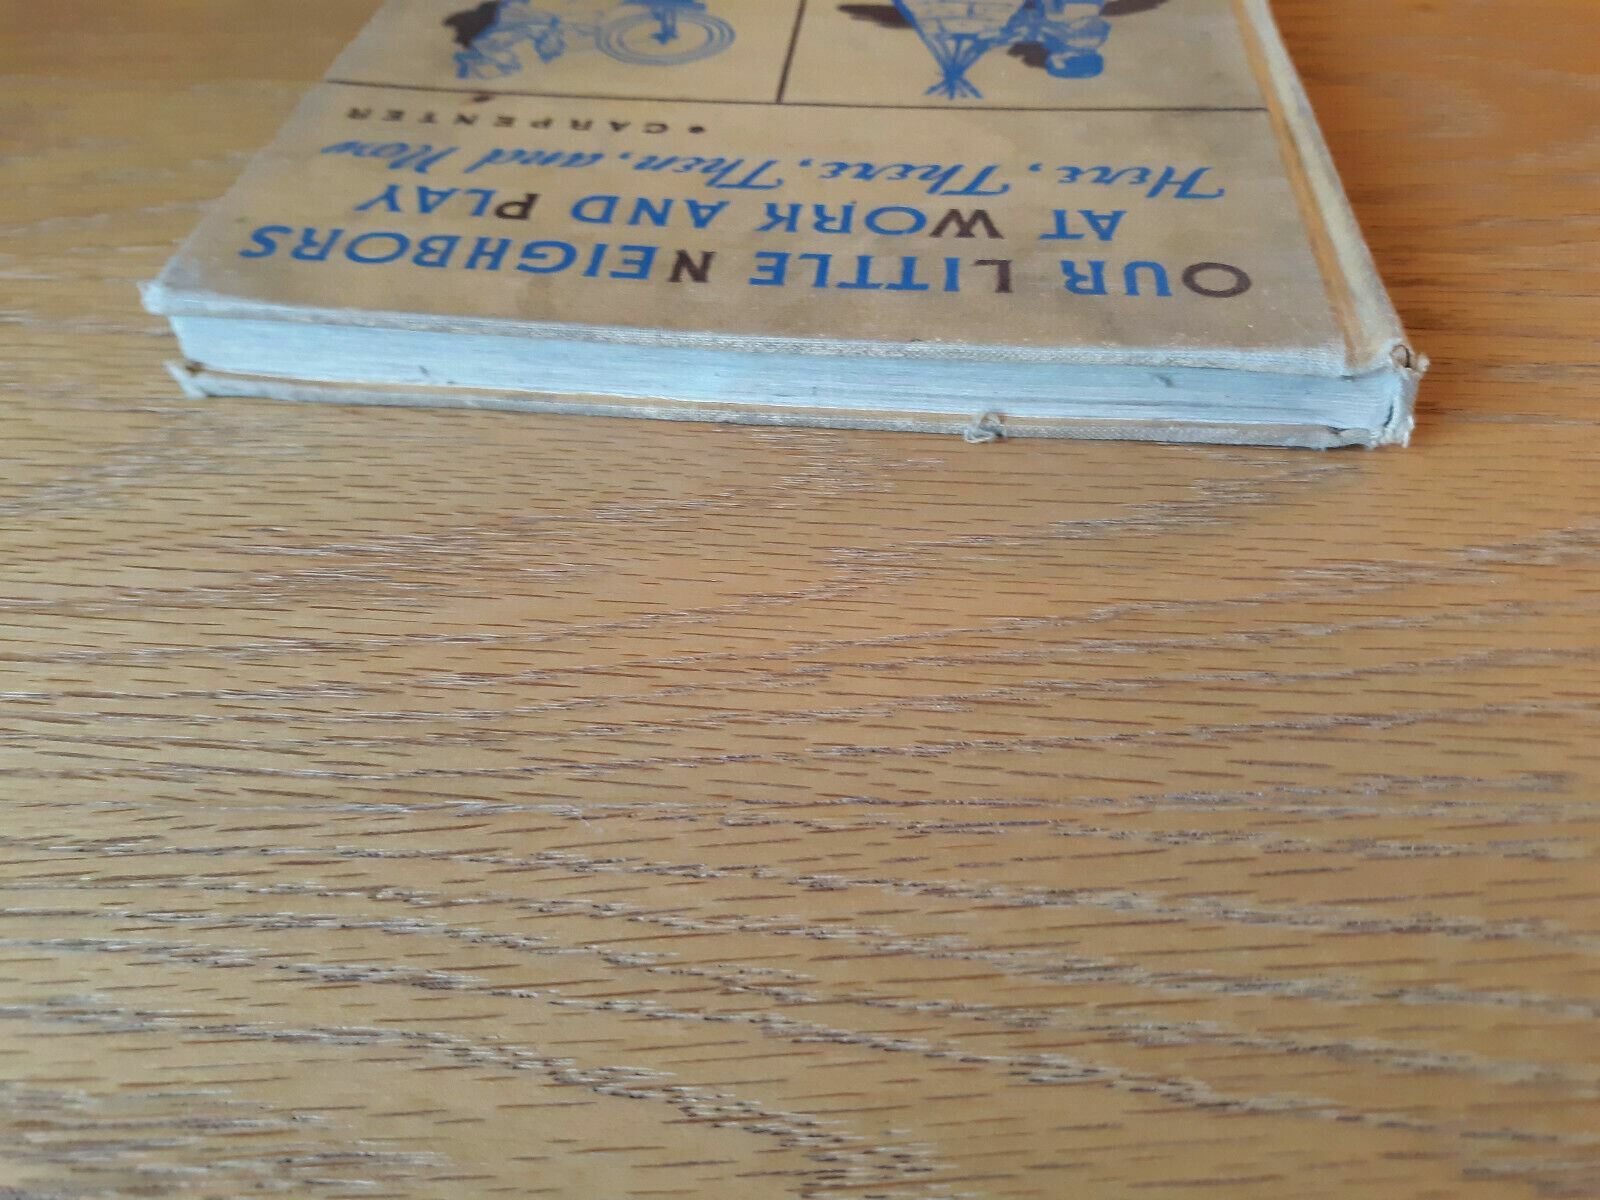 OUR LITTLE NEIGHBORS
AT WORK AND PLAY
Here, There, Then, and Now
• CARPENTER